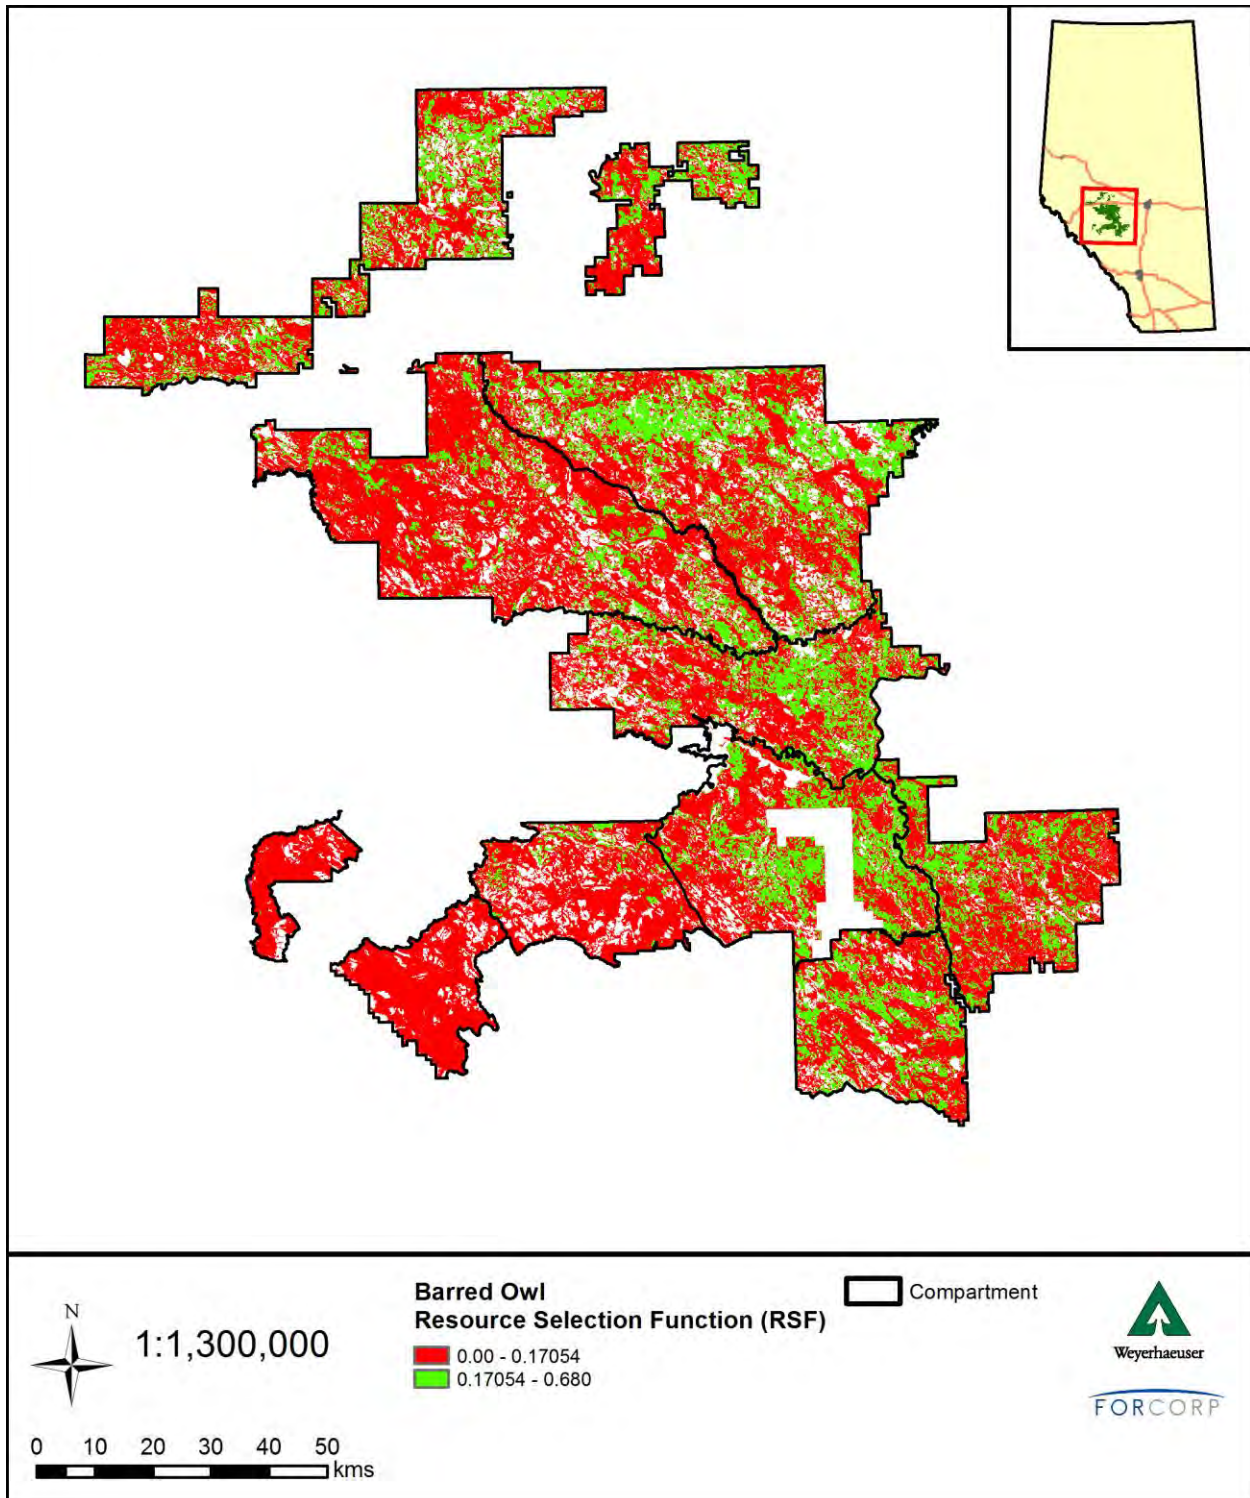 N
1:1,300,000
0 10 20 30 40 50
kms
Barred Owl
Resource Selection Function (RSF)
0.00 - 0.17054
0.17054 - 0.680
Compartment
Weyerhaeuser
FORCORP